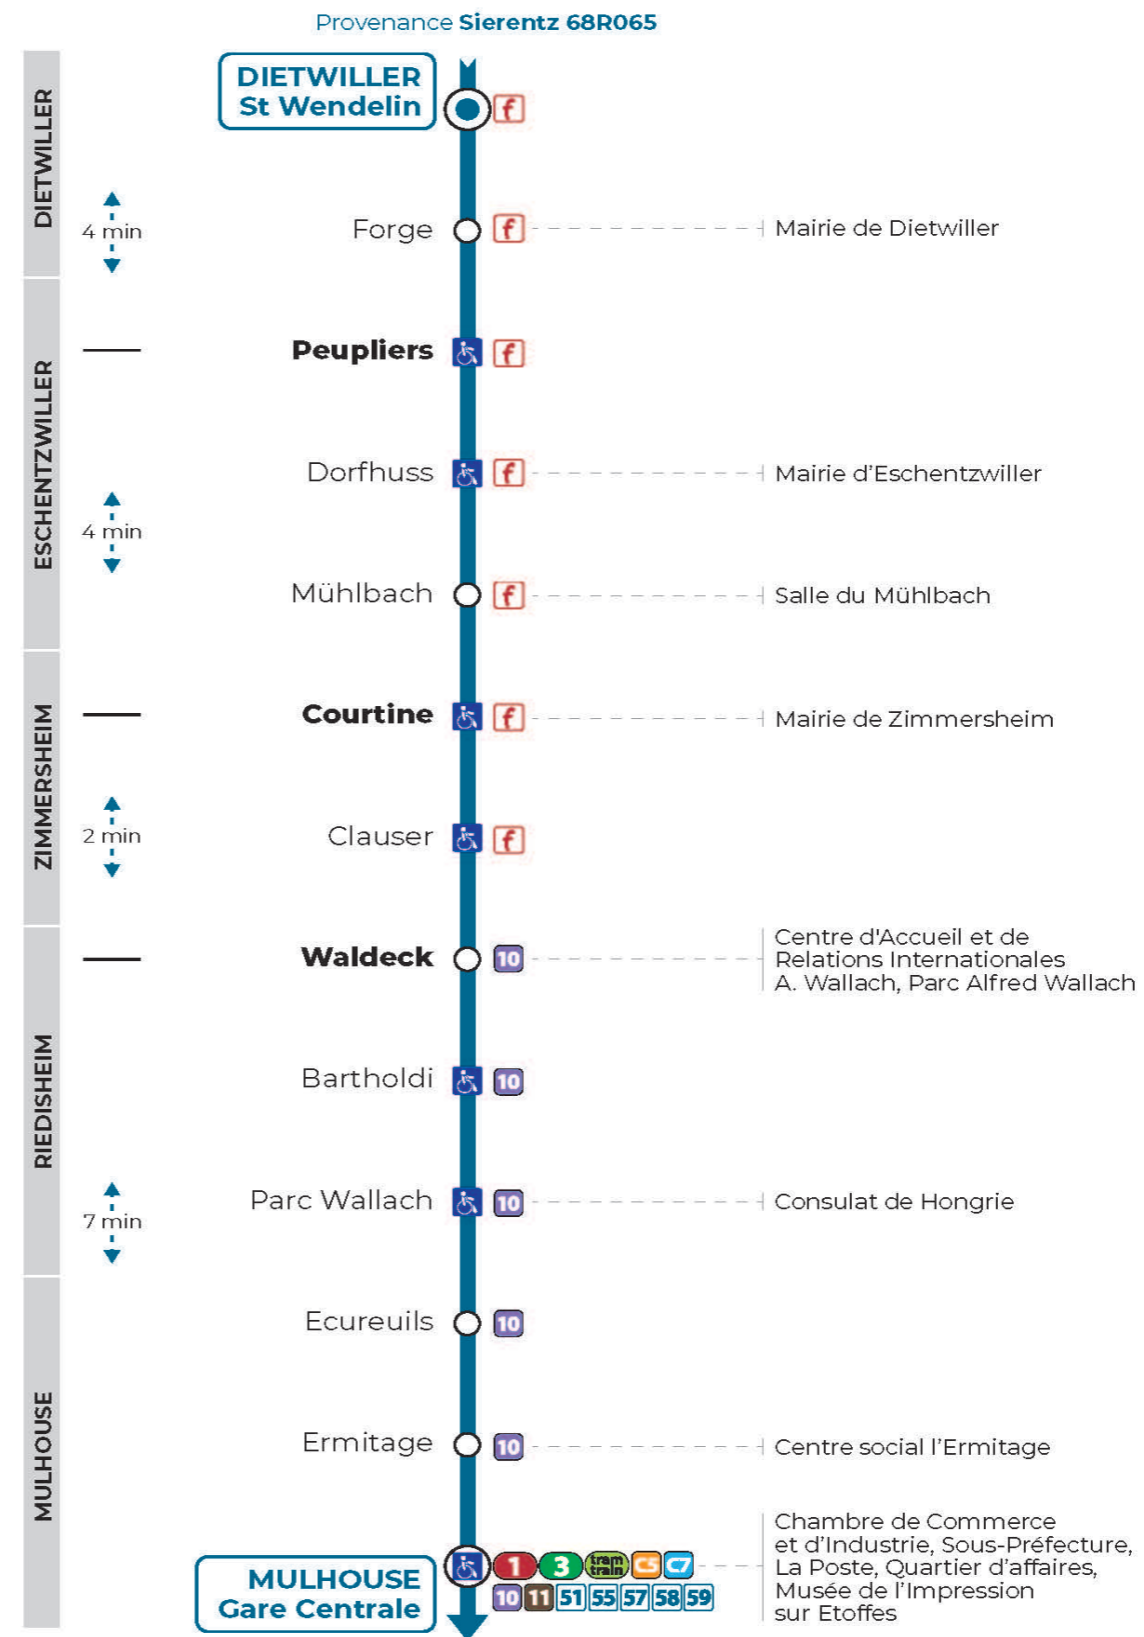 Provenance Sierentz 68R065
DIETWILLER
DIETWILLER
St Wendelin
f
4 min
Forge
f
Mairie de Dietwiller
ESCHENTZWILLER
Peupliers
f
Dorfhuss
f
Mairie d'Eschentzwiller
4 min
Mühlbach
f
Salle du Mühlbach
ZIMMERSHEIM
Courtine
f
Mairie de Zimmersheim
2 min
Clauser
f
RIEDISHEIM
Waldeck
10
Centre d'Accueil et de
Relations Internationales
A. Wallach, Parc Alfred Wallach
Bartholdi
10
7 min
Parc Wallach
10
Consulat de Hongrie
MULHOUSE
Ecureuils
10
Ermitage
10
Centre social l'Ermitage
MULHOUSE
Gare Centrale
1 3 tram train C5 C7
10 11 51 55 57 58 59
Chambre de Commerce
et d'Industrie, Sous-Préfecture,
La Poste, Quartier d'affaires,
Musée de l'Impression
sur Etoffes